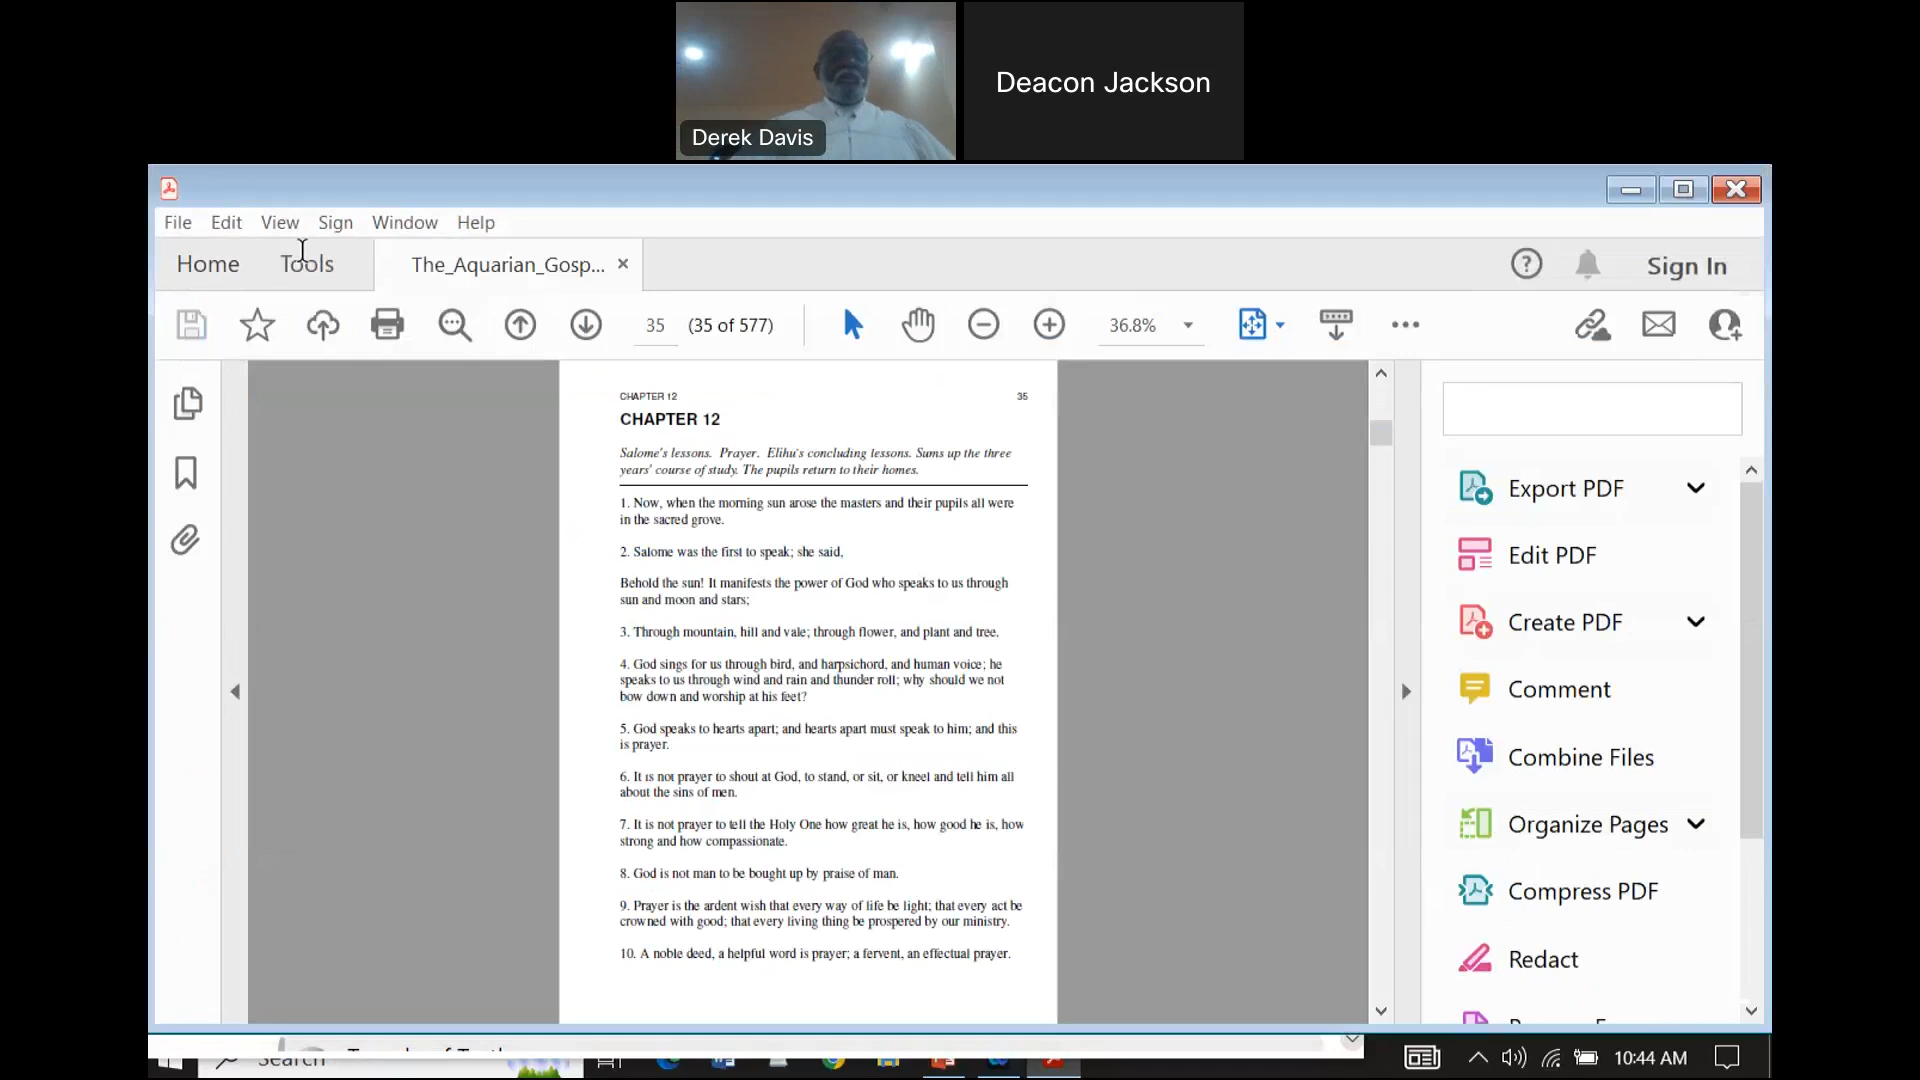 Deacon Jackson
Derek Davis
File Edit View Sign Window Help
Home Tools The_Aquarian_Gosp... Sign In
35 (35 of 577) 36.8%
CHAPTER 12 35
CHAPTER 12
Salome's lessons. Prayer. Elihu's concluding lessons. Sums up the three
years' course of study. The pupils return to their homes.
1. Now, when the morning sun arose the masters and their pupils all were
in the sacred grove.
2. Salome was the first to speak; she said,
Behold the sun! It manifests the power of God who speaks to us through
sun and moon and stars;
3. Through mountain, hill and vale; through flower, and plant and tree.
4. God sings for us through bird, and harpsichord, and human voice; he
speaks to us through wind and rain and thunder roll; why should we not
bow down and worship at his feet?
5. God speaks to hearts apart; and hearts apart must speak to him; and this
is prayer.
6. It is not prayer to shout at God, to stand, or sit, or kneel and tell him all
about the sins of men.
7. It is not prayer to tell the Holy One how great he is, how good he is, how
strong and how compassionate.
8. God is not man to be bought up by praise of man.
9. Prayer is the ardent wish that every way of life be light; that every act be
crowned with good; that every living thing be prospered by our ministry.
10. A noble deed, a helpful word is prayer; a fervent, an effectual prayer.
Export PDF
Edit PDF
Create PDF
Comment
Combine Files
Organize Pages
Compress PDF
Redact
Search
10:44 AM